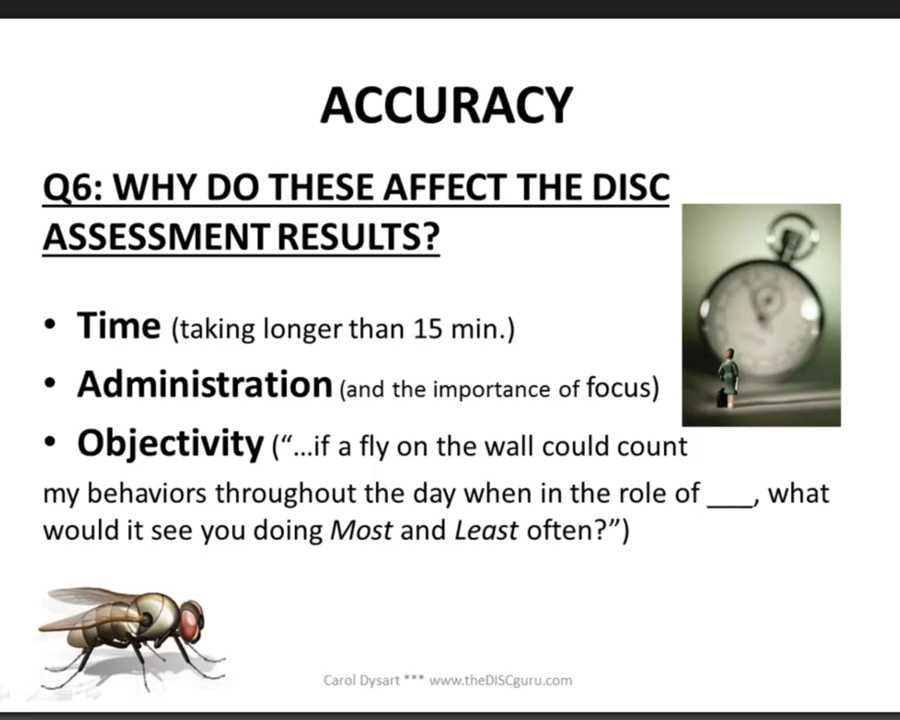 ACCURACY
Q6: WHY DO THESE AFFECT THE DISC
ASSESSMENT RESULTS?
• Time (taking longer than 15 min.)
• Administration (and the importance of focus)
• Objectivity (“...if a fly on the wall could count
my behaviors throughout the day when in the role of ___, what
would it see you doing Most and Least often?”)
Carol Dysart *** www.theDISCguru.com